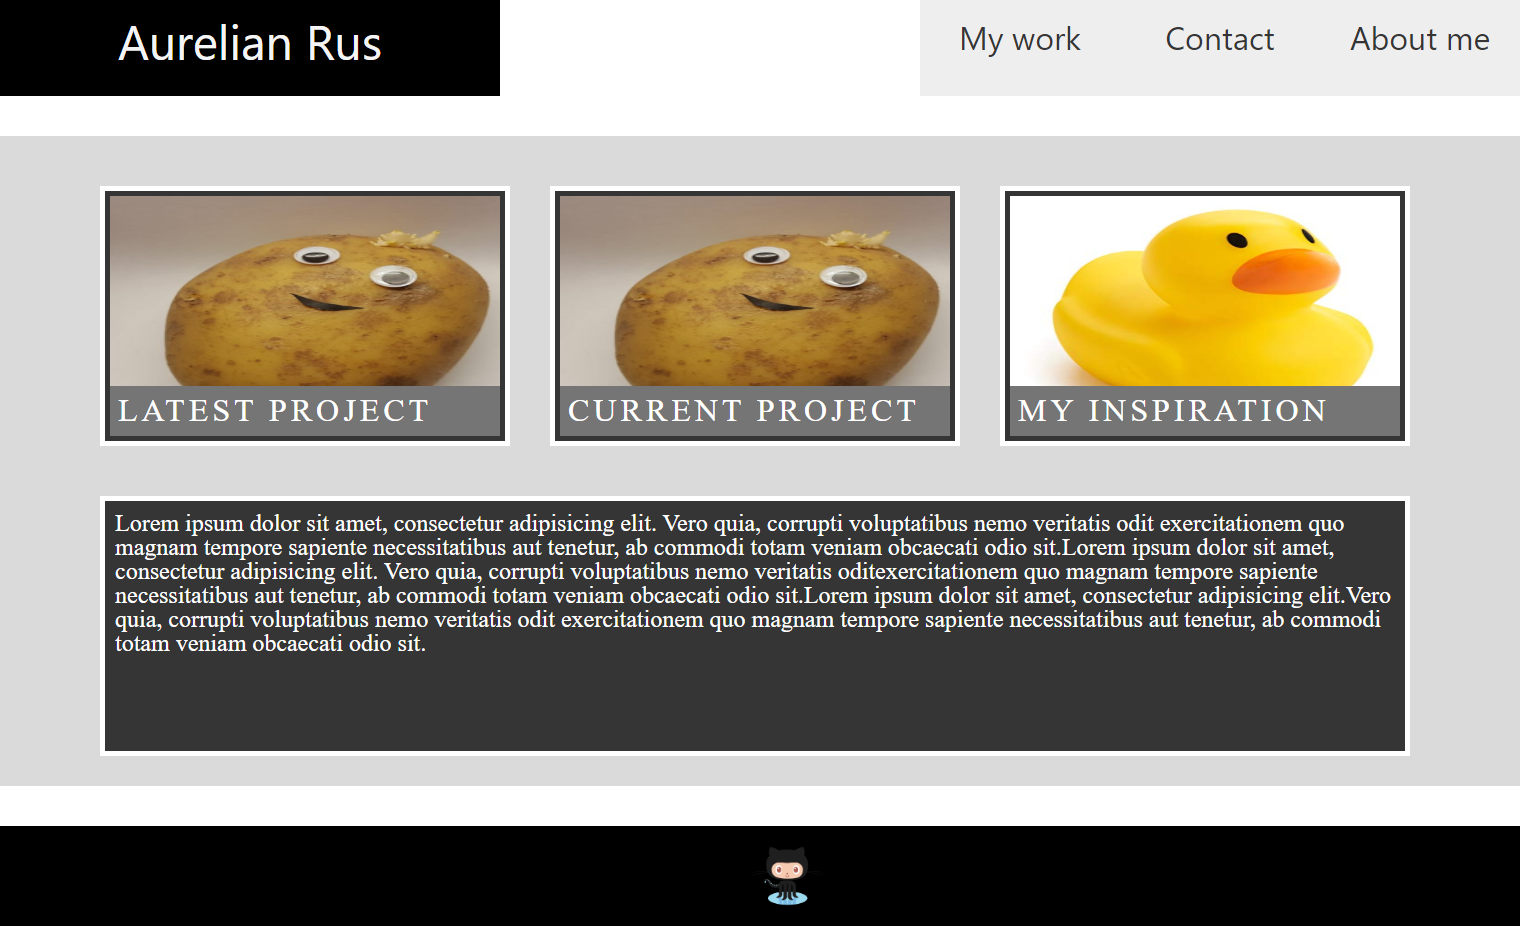 Aurelian Rus
My work
Contact
About me
LATEST PROJECT
CURRENT PROJECT
MY INSPIRATION
Lorem ipsum dolor sit amet, consectetur adipisicing elit. Vero quia, corrupti voluptatibus nemo veritatis odit exercitationem quo
magnam tempore sapiente necessitatibus aut tenetur, ab commodi totam veniam obcaecati odio sit.Lorem ipsum dolor sit amet,
consectetur adipisicing elit. Vero quia, corrupti voluptatibus nemo veritatis oditexercitationem quo magnam tempore sapiente
necessitatibus aut tenetur, ab commodi totam veniam obcaecati odio sit.Lorem ipsum dolor sit amet, consectetur adipisicing elit.Vero
quia, corrupti voluptatibus nemo veritatis odit exercitationem quo magnam tempore sapiente necessitatibus aut tenetur, ab commodi
totam veniam obcaecati odio sit.